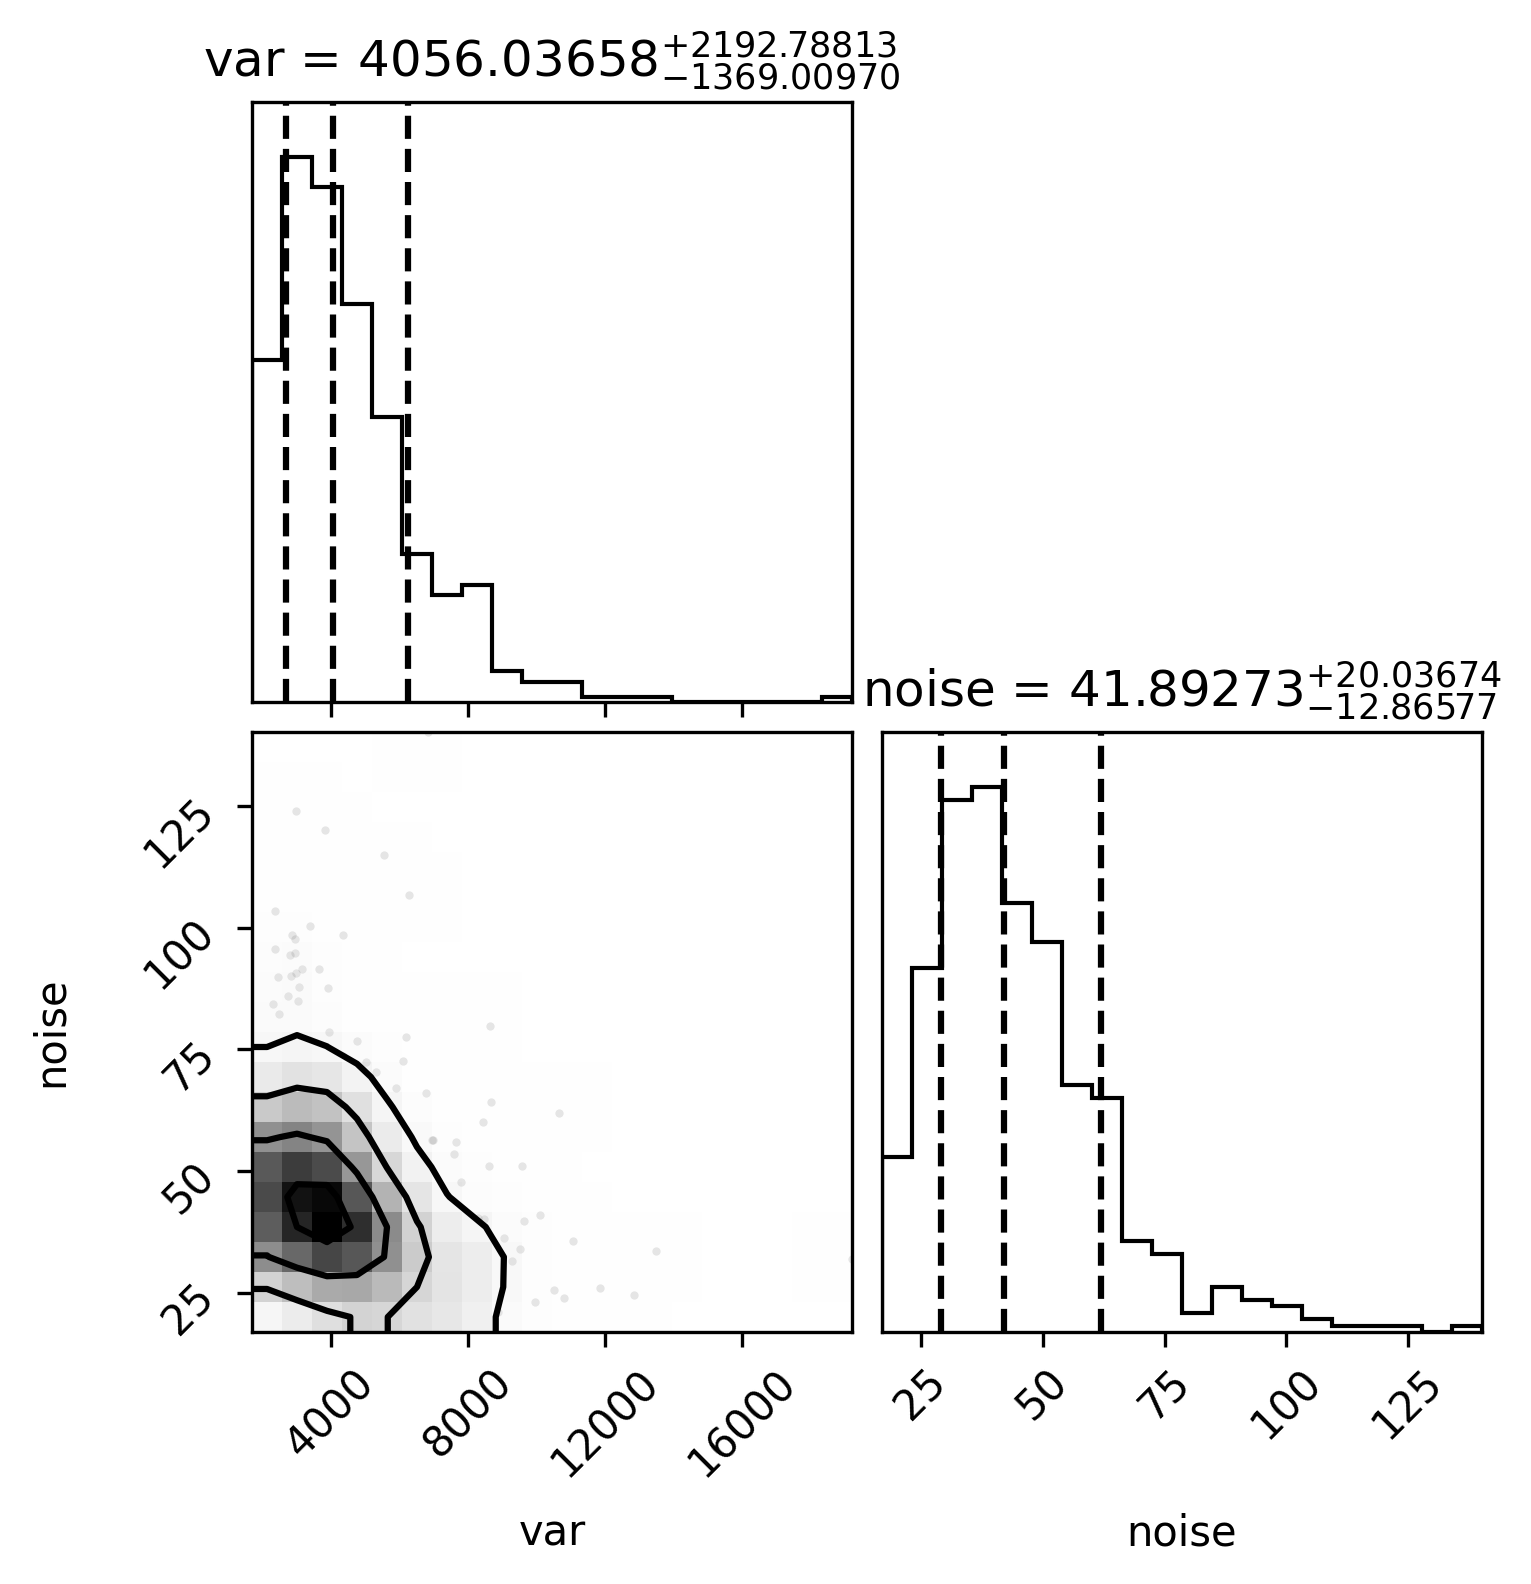 var = 4056.03658+2192.78813−1369.00970
noise = 41.89273+20.03674−12.86577
125
100
75
50
25
noise
4000 8000 12000 16000
var
25 50 75 100 125
noise